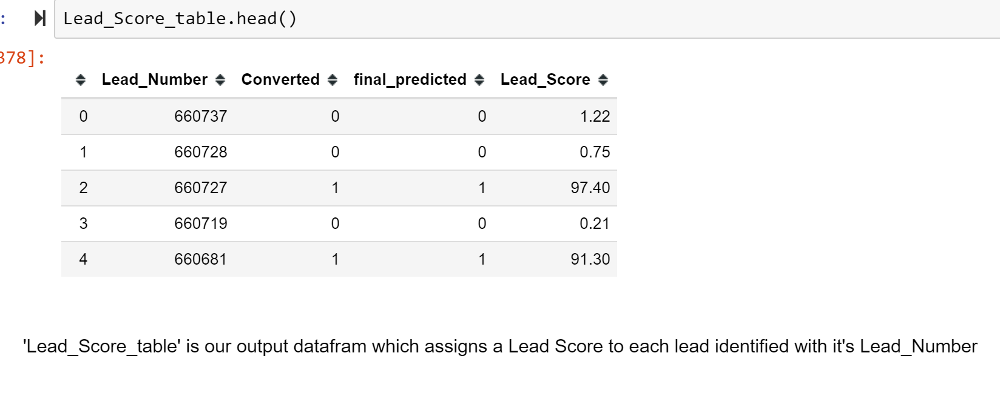 : Lead_Score_table.head()
378]:
Lead_Number Converted final_predicted Lead_Score
0 660737 0 0 1.22
1 660728 0 0 0.75
2 660727 1 1 97.40
3 660719 0 0 0.21
4 660681 1 1 91.30
'Lead_Score_table' is our output datafram which assigns a Lead Score to each lead identified with it's Lead_Number